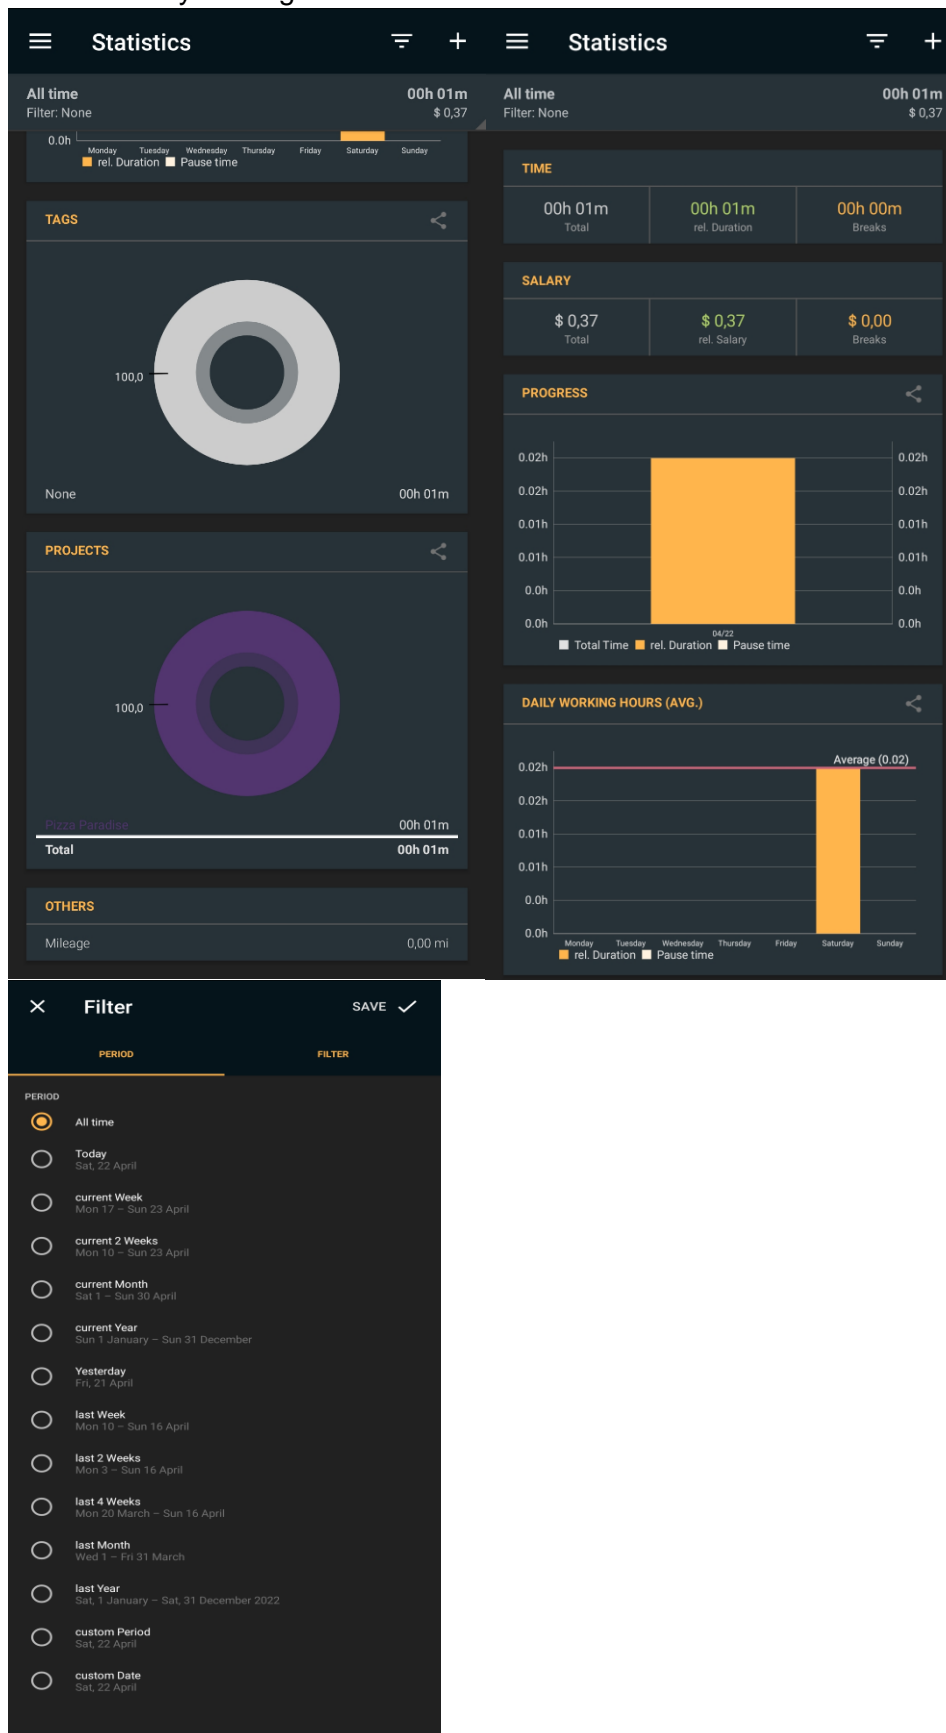 Statistics
All time 00h 01m
Filter: None $ 0,37
0.0h
Monday Tuesday Wednesday Thursday Friday Saturday Sunday
rel. Duration Pause time
TAGS
100,0
None 00h 01m
PROJECTS
100,0
Pizza Paradise 00h 01m
Total 00h 01m
OTHERS
Mileage 0,00 mi
Statistics
All time 00h 01m
Filter: None $ 0,37
TIME
00h 01m 00h 01m 00h 00m
Total rel. Duration Breaks
SALARY
$ 0,37 $ 0,37 $ 0,00
Total rel. Salary Breaks
PROGRESS
0.02h 0.02h
0.02h 0.02h
0.01h 0.01h
0.01h 0.01h
0.0h 0.0h
0.0h 0.0h
04/22
Total Time rel. Duration Pause time
DAILY WORKING HOURS (AVG.)
Average (0.02)
0.02h
0.02h
0.01h
0.01h
0.0h
0.0h
Monday Tuesday Wednesday Thursday Friday Saturday Sunday
rel. Duration Pause time
Filter SAVE
PERIOD FILTER
PERIOD
All time
Today
Sat, 22 April
current Week
Mon 17 – Sun 23 April
current 2 Weeks
Mon 10 – Sun 23 April
current Month
Sat 1 – Sun 30 April
current Year
Sun 1 January – Sun 31 December
Yesterday
Fri, 21 April
last Week
Mon 10 – Sun 16 April
last 2 Weeks
Mon 3 – Sun 16 April
last 4 Weeks
Mon 20 March – Sun 16 April
last Month
Wed 1 – Fri 31 March
last Year
Sat, 1 January – Sat, 31 December 2022
custom Period
Sat, 22 April
custom Date
Sat, 22 April